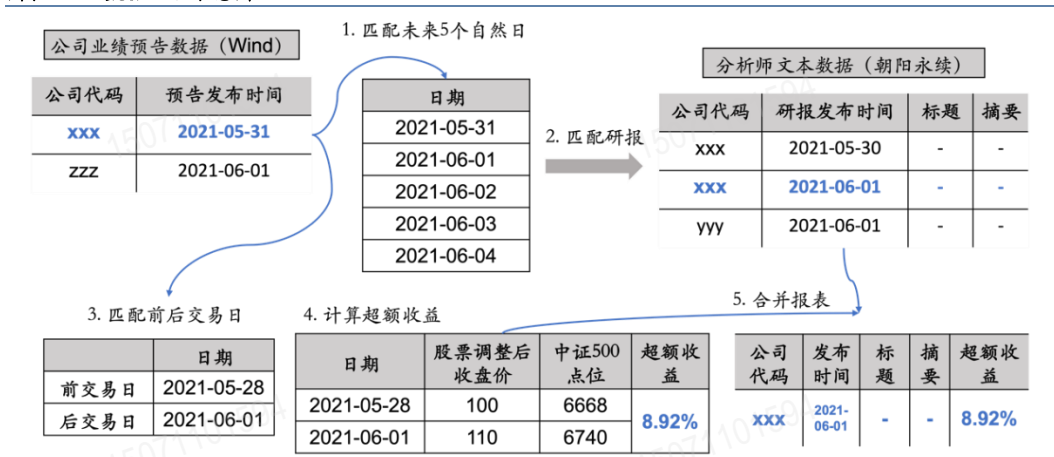 1. 匹配未来5个自然日
公司业绩预告数据（Wind）
公司代码 预告发布时间
xxx 2021-05-31
zzz 2021-06-01
日期
2021-05-31
2021-06-01
2021-06-02
2021-06-03
2021-06-04
2. 匹配研报
分析师文本数据（朝阳永续）
公司代码 研报发布时间 标题 摘要
xxx 2021-05-30 - -
xxx 2021-06-01 - -
yyy 2021-06-01 - -
3. 匹配前后交易日
日期
前交易日 2021-05-28
后交易日 2021-06-01
4. 计算超额收益
日期 股票调整后收盘价 中证500点位 超额收益
2021-05-28 100 6668 8.92%
2021-06-01 110 6740
5. 合并报表
公司代码 发布时间 标题 摘要 超额收益
xxx 2021-06-01 - - 8.92%